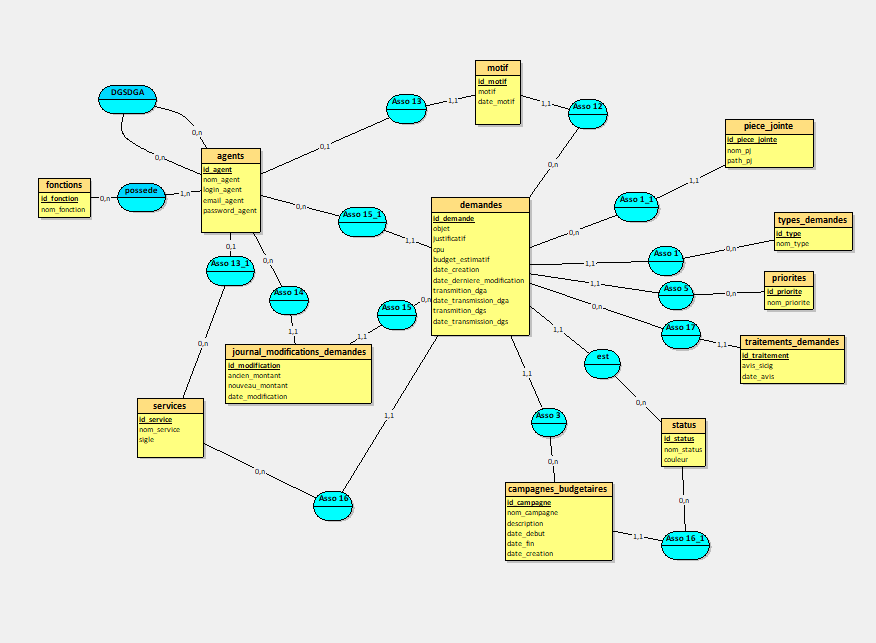 motif
id_motif
motif
date_motif
DGSDGA
Asso 13
1,1
1,1
Asso 12
0,n
0,n
0,1
0,n
piece_jointe
id_piece_jointe
nom_pj
path_pj
agents
id_agent
nom_agent
login_agent
email_agent
password_agent
fonctions
id_fonction
nom_fonction
0,n
possede
1,n
1,1
Asso 1_1
0,n
demandes
id_demande
objet
justificatif
cpu
budget_estimatif
date_creation
date_derniere_modification
transmition_dga
date_transmission_dga
transmition_dgs
date_transmission_dgs
0,n
Asso 15_1
1,1
types_demandes
id_type
nom_type
1,1
Asso 1
0,n
0,1
Asso 13_1
0,n
Asso 14
1,1
1,1
Asso 5
0,n
priorites
id_priorite
nom_priorite
0,n
Asso 15
1,1
0,n
Asso 17
1,1
traitements_demandes
id_traitement
avis_sidg
date_avis
journal_modifications_demandes
id_modification
ancien_montant
nouveau_montant
date_modification
1,1
est
0,n
0,n
1,1
services
id_service
nom_service
sigle
1,1
Asso 3
0,n
status
id_status
nom_status
couleur
0,n
Asso 16
campagnes_budgetaires
id_campagne
nom_campagne
description
date_debut
date_fin
date_creation
0,n
1,1
Asso 16_1